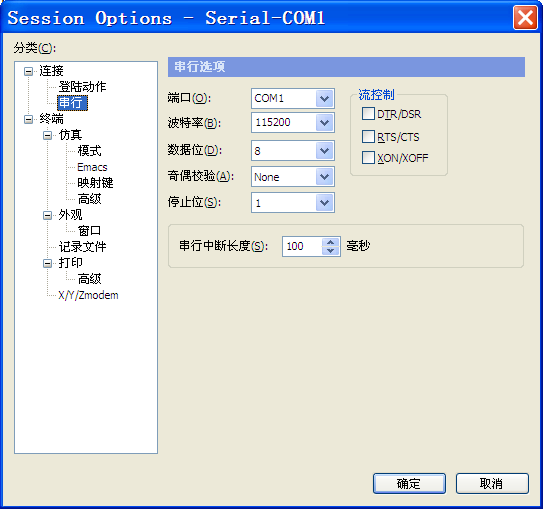 Session Options - Serial-COM1
分类(C):
连接
登陆动作
串行
终端
仿真
模式
Emacs
映射键
高级
外观
窗口
记录文件
打印
高级
X/Y/Zmodem
串行选项
端口(O): COM1
波特率(B): 115200
数据位(D): 8
奇偶校验(A): None
停止位(S): 1
流控制
DTR/DSR
RTS/CTS
XON/XOFF
串行中断长度(S): 100 毫秒
确定 取消